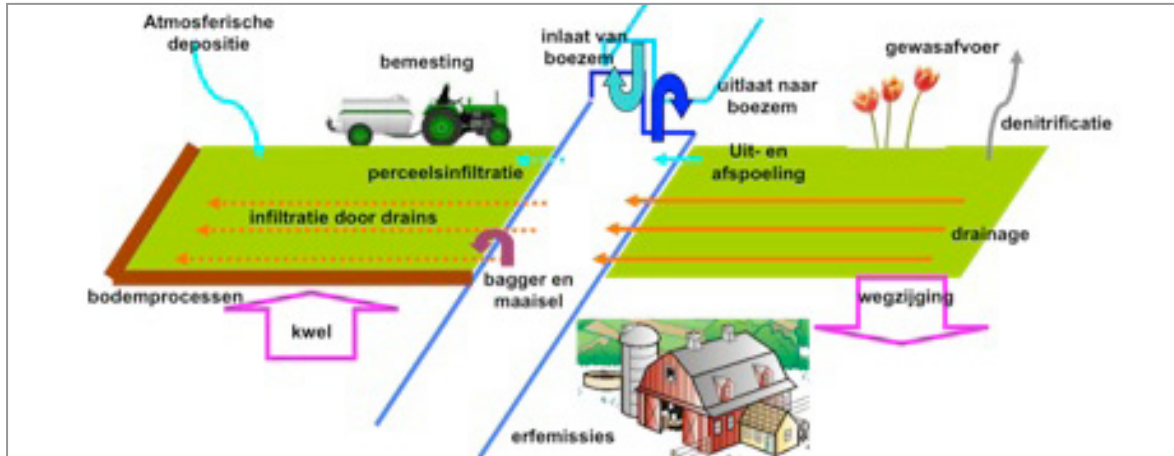 Atmosferische
depositie
bemesting
inlaat van
boezem
uitlaat naar
boezem
gewasafvoer
denitrificatie
perceelsinfiltratie
Uit- en
afspoeling
infiltratie door drains
drainage
bagger en
maaisel
bodemprocessen
kwel
wegzijging
erfemissies